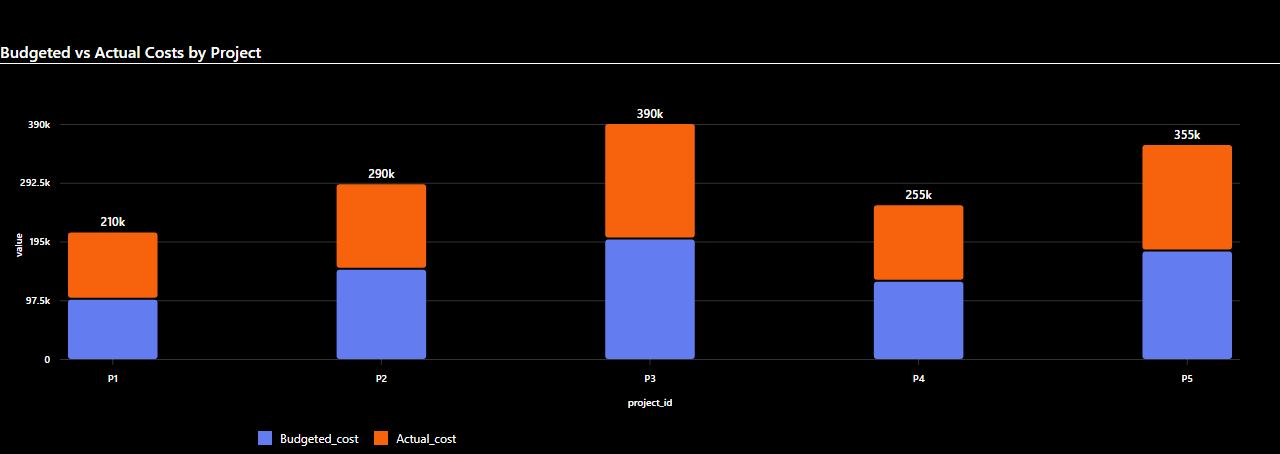 Budgeted vs Actual Costs by Project
390k
390k
355k
290k
292.5k
255k
210k
195k
value
97.5k
0
P1 P2 P3 P4 P5
project_id
Budgeted_cost Actual_cost